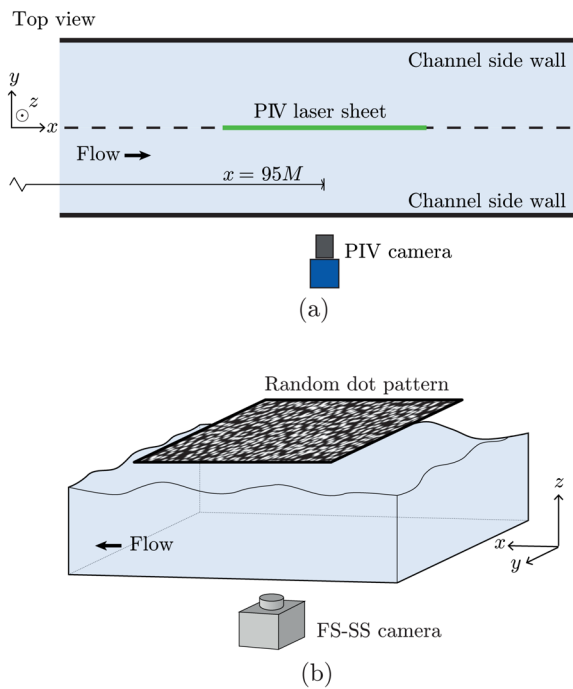 Top view
Channel side wall
y
z
PIV laser sheet
x
Flow
x = 95M
Channel side wall
PIV camera
(a)
Random dot pattern
z
Flow
x
y
FS-SS camera
(b)